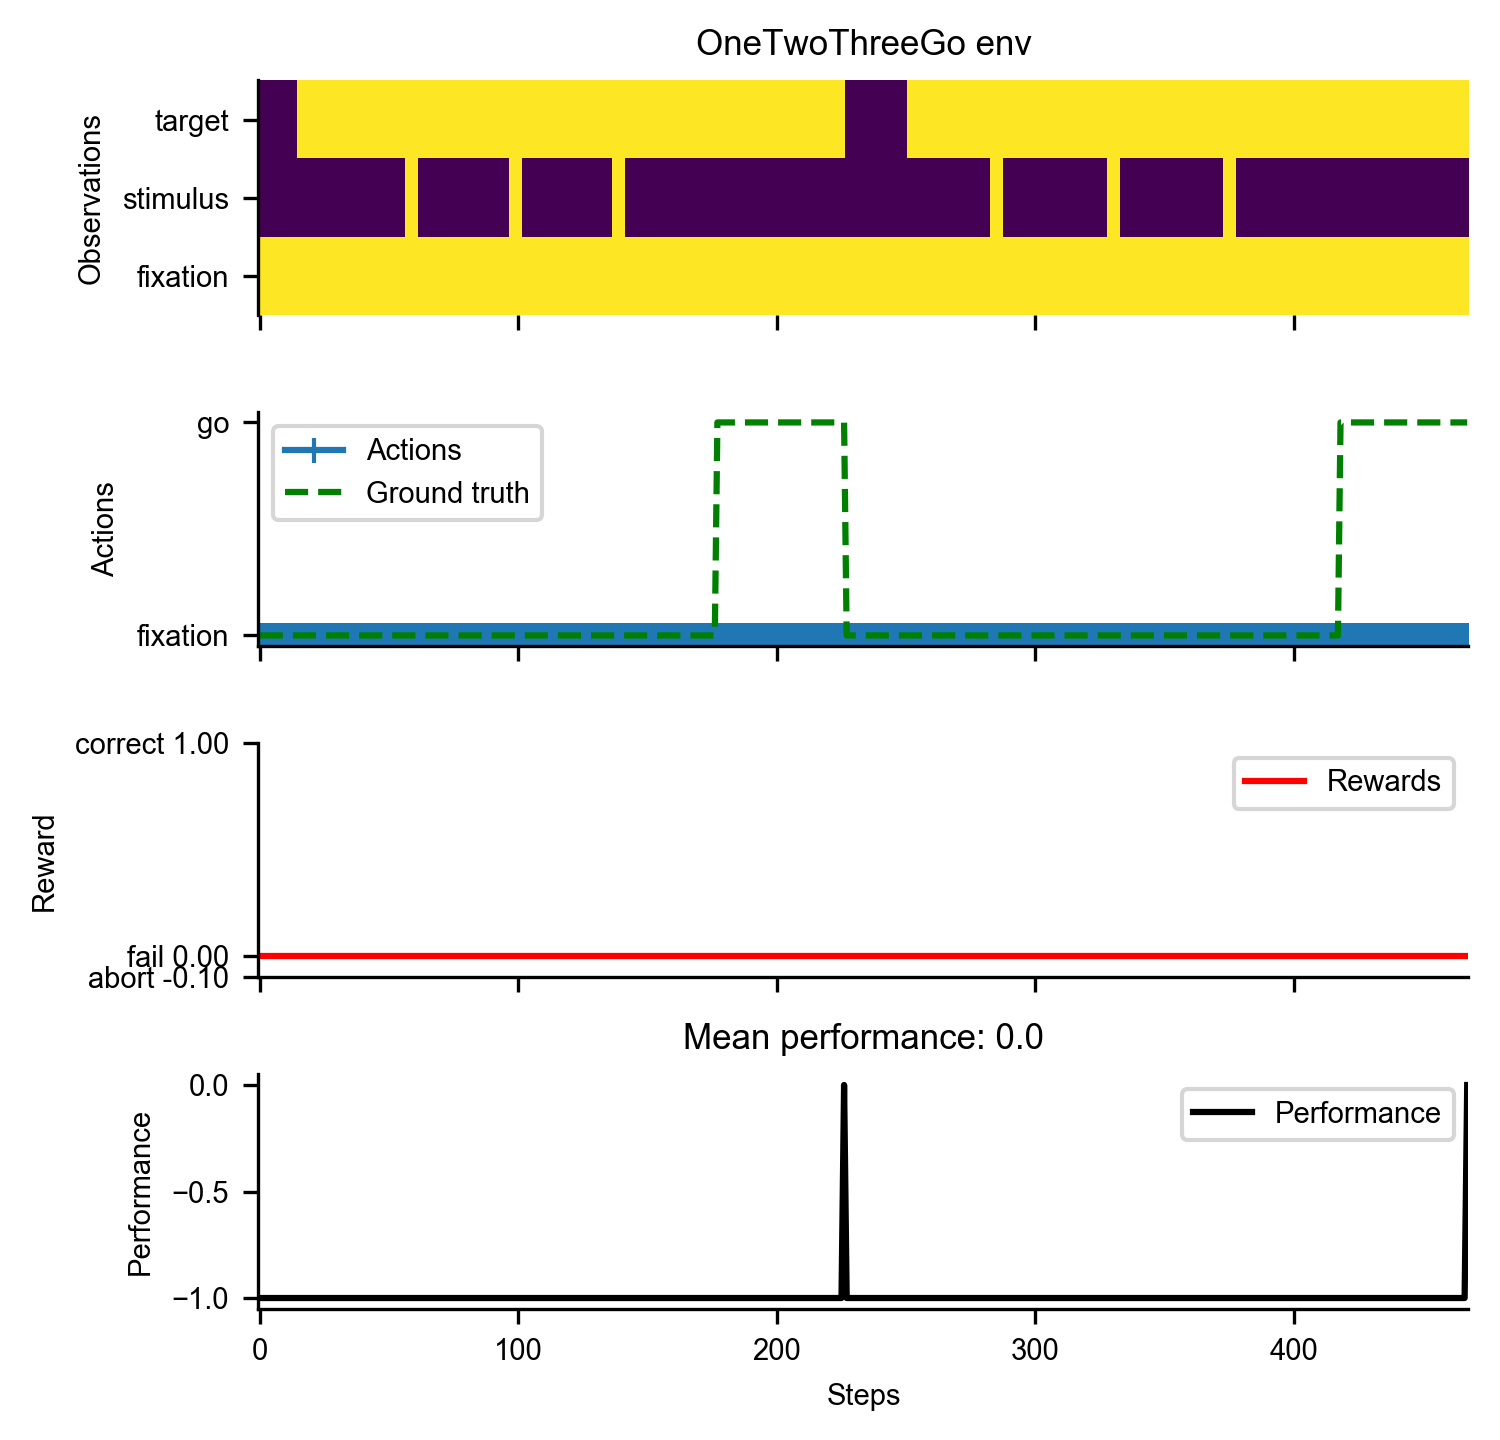 OneTwoThreeGo env
Observations
target
stimulus
fixation
Actions
go
fixation
Actions
Ground truth
Reward
correct 1.00
fail 0.00
abort -0.10
Rewards
Mean performance: 0.0
Performance
0.0
−0.5
−1.0
Performance
0 100 200 300 400
Steps